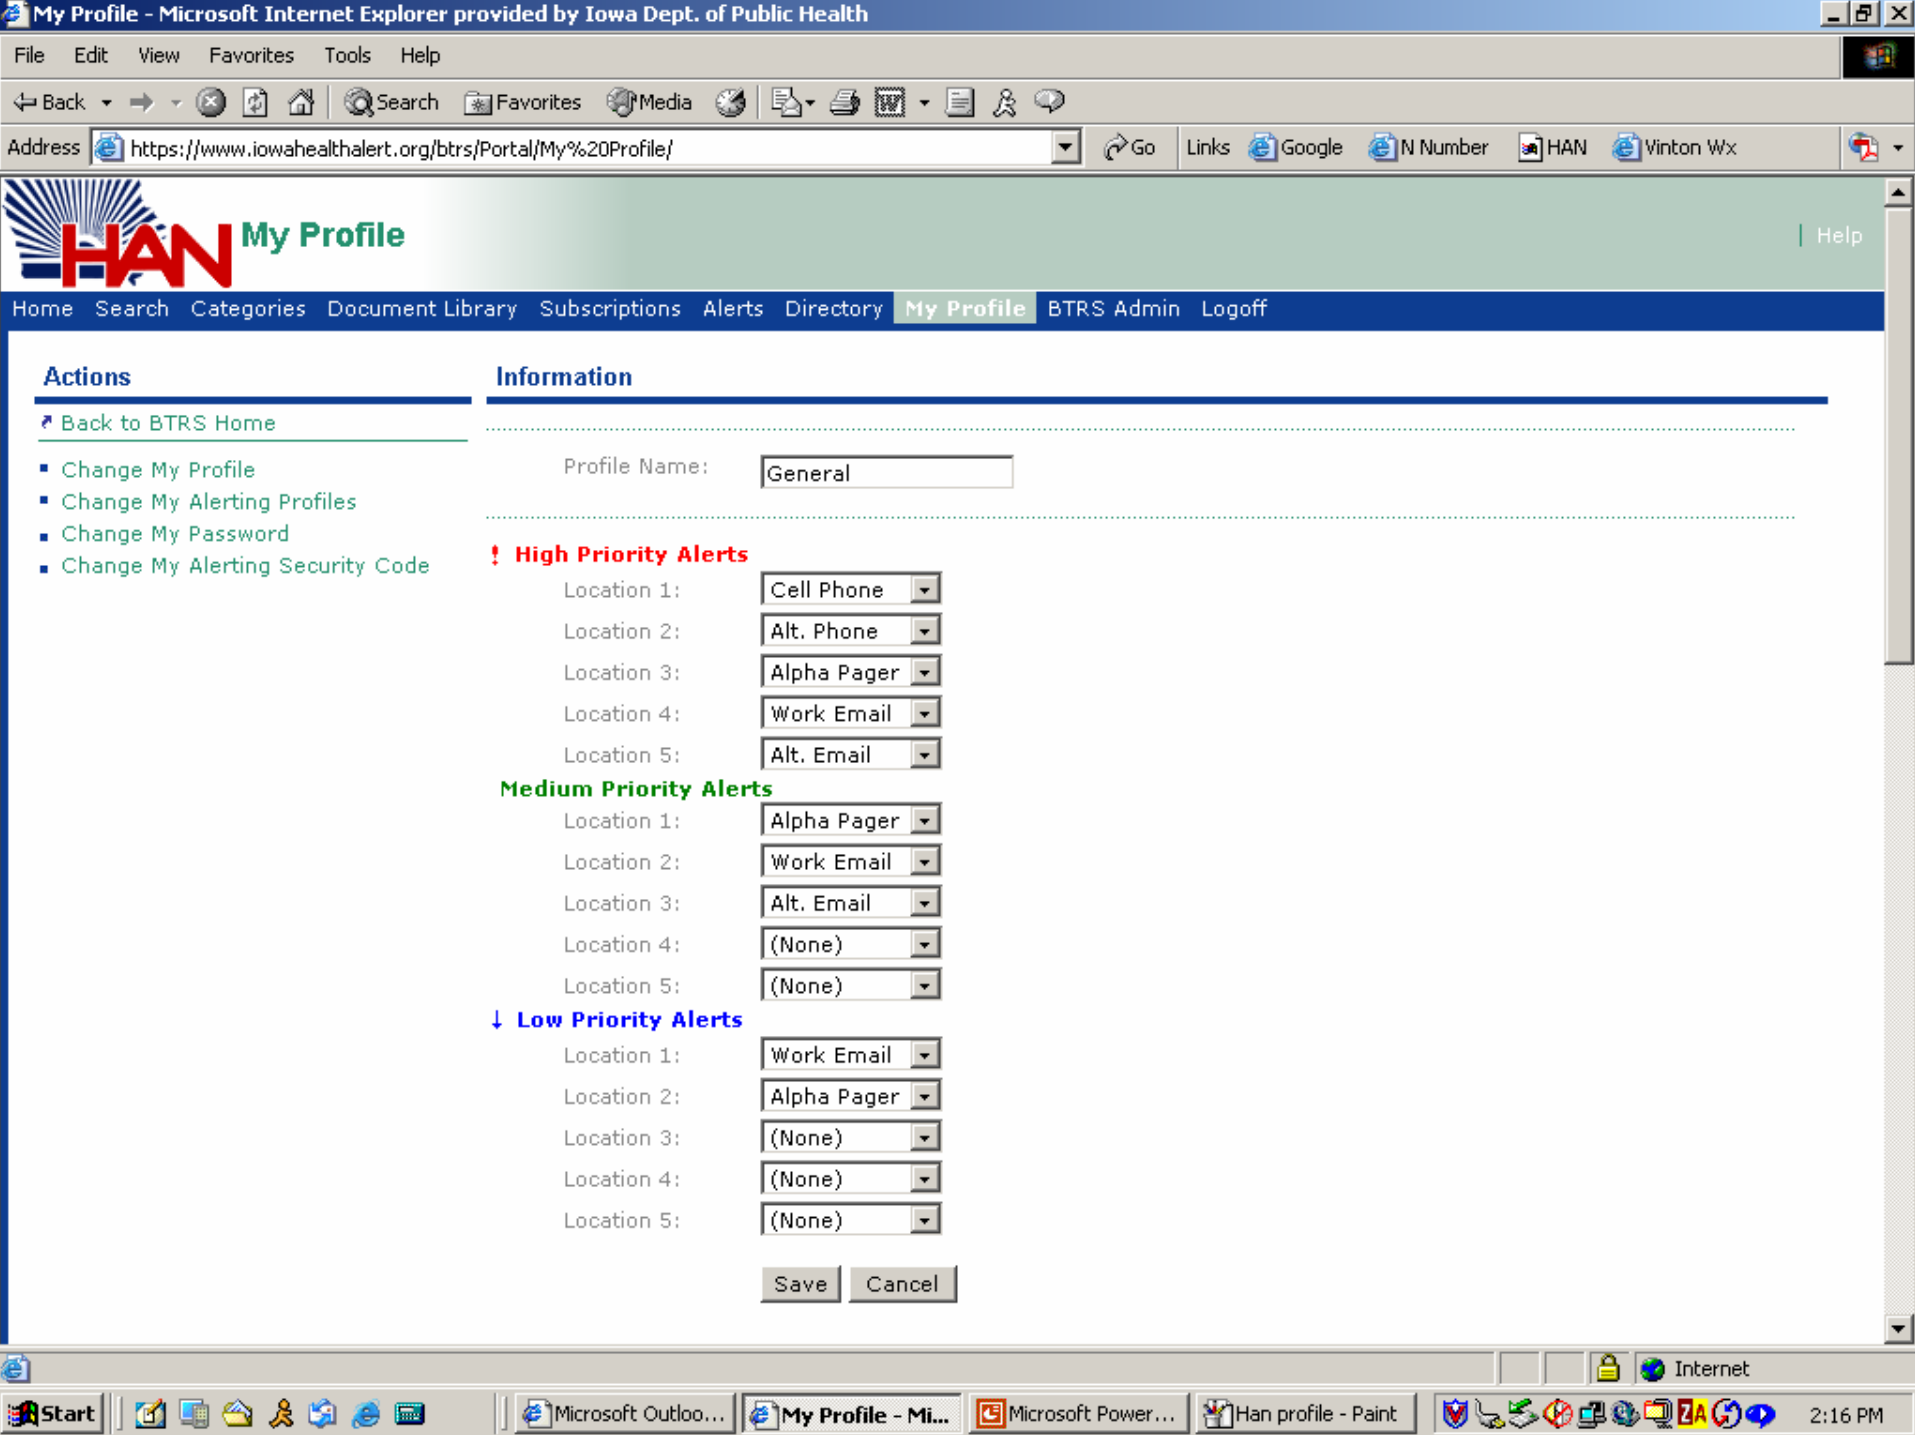 My Profile - Microsoft Internet Explorer provided by Iowa Dept. of Public Health
File Edit View Favorites Tools Help
Back Search Favorites Media
Address https://www.iowahealthalert.org/btrs/Portal/My%20Profile/ Go Links Google N Number HAN Vinton Wx
HAN My Profile | Help
Home Search Categories Document Library Subscriptions Alerts Directory My Profile BTRS Admin Logoff
Actions
Back to BTRS Home
Change My Profile
Change My Alerting Profiles
Change My Password
Change My Alerting Security Code
Information
Profile Name: General
! High Priority Alerts
Location 1: Cell Phone
Location 2: Alt. Phone
Location 3: Alpha Pager
Location 4: Work Email
Location 5: Alt. Email
Medium Priority Alerts
Location 1: Alpha Pager
Location 2: Work Email
Location 3: Alt. Email
Location 4: (None)
Location 5: (None)
↓ Low Priority Alerts
Location 1: Work Email
Location 2: Alpha Pager
Location 3: (None)
Location 4: (None)
Location 5: (None)
Save Cancel
Internet
Start Microsoft Outloo... My Profile - Mi... Microsoft Power... Han profile - Paint ZA 2:16 PM